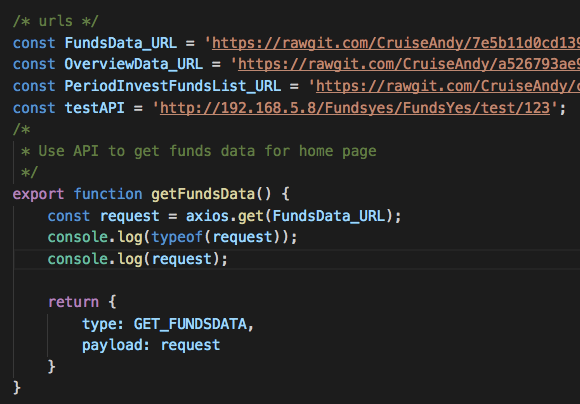 /* urls */
const FundsData_URL = 'https://rawgit.com/CruiseAndy/7e5b11d0cd139
const OverviewData_URL = 'https://rawgit.com/CruiseAndy/a526793ae9
const PeriodInvestFundsList_URL = 'https://rawgit.com/CruiseAndy/
const testAPI = 'http://192.168.5.8/Fundsyes/FundsYes/test/123';
/*
* Use API to get funds data for home page
*/
export function getFundsData() {
const request = axios.get(FundsData_URL);
console.log(typeof(request));
console.log(request);
return {
type: GET_FUNDSDATA,
payload: request
}
}